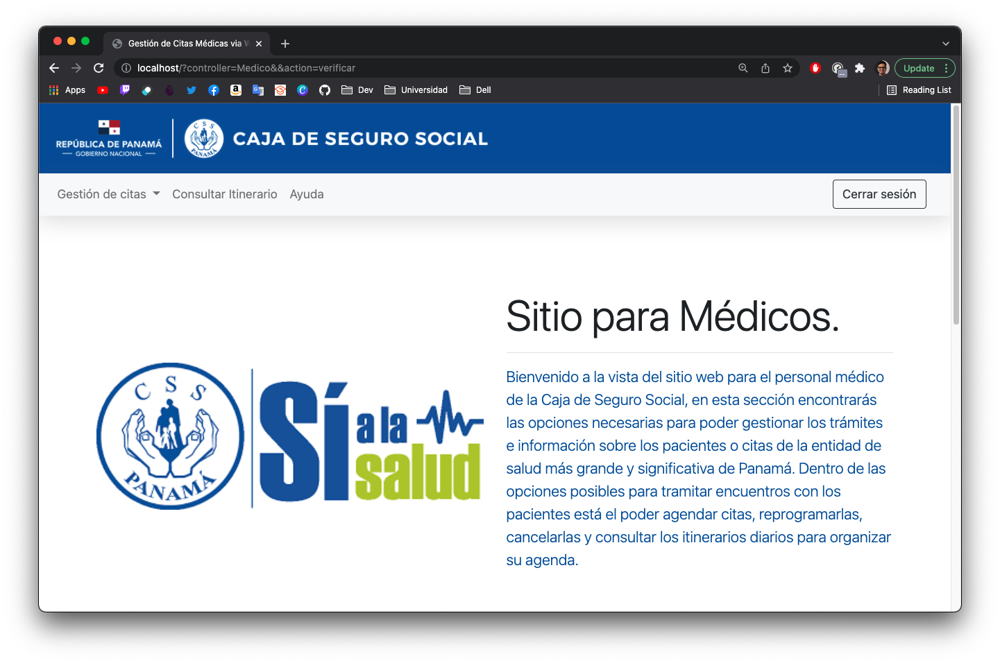 Gestión de Citas Médicas via W
localhost/?controller=Medico&&action=verificar
Update
Apps
Dev
Universidad
Dell
Reading List
REPÚBLICA DE PANAMÁ
GOBIERNO NACIONAL
CSS
PANAMÁ
CAJA DE SEGURO SOCIAL
Gestión de citas
Consultar Itinerario
Ayuda
Cerrar sesión
Sitio para Médicos.
CSS
PANAMÁ
Sí a la
salud
Bienvenido a la vista del sitio web para el personal médico
de la Caja de Seguro Social, en esta sección encontrarás
las opciones necesarias para poder gestionar los trámites
e información sobre los pacientes o citas de la entidad de
salud más grande y significativa de Panamá. Dentro de las
opciones posibles para tramitar encuentros con los
pacientes está el poder agendar citas, reprogramarlas,
cancelarlas y consultar los itinerarios diarios para organizar
su agenda.